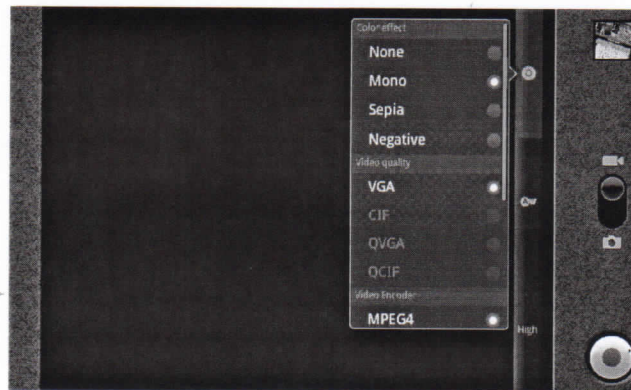 Color effect
None
Mono
Sepia
Negative
Video quality
VGA
CIF
QVGA
QCIF
Video Encoder
MPEG4
High